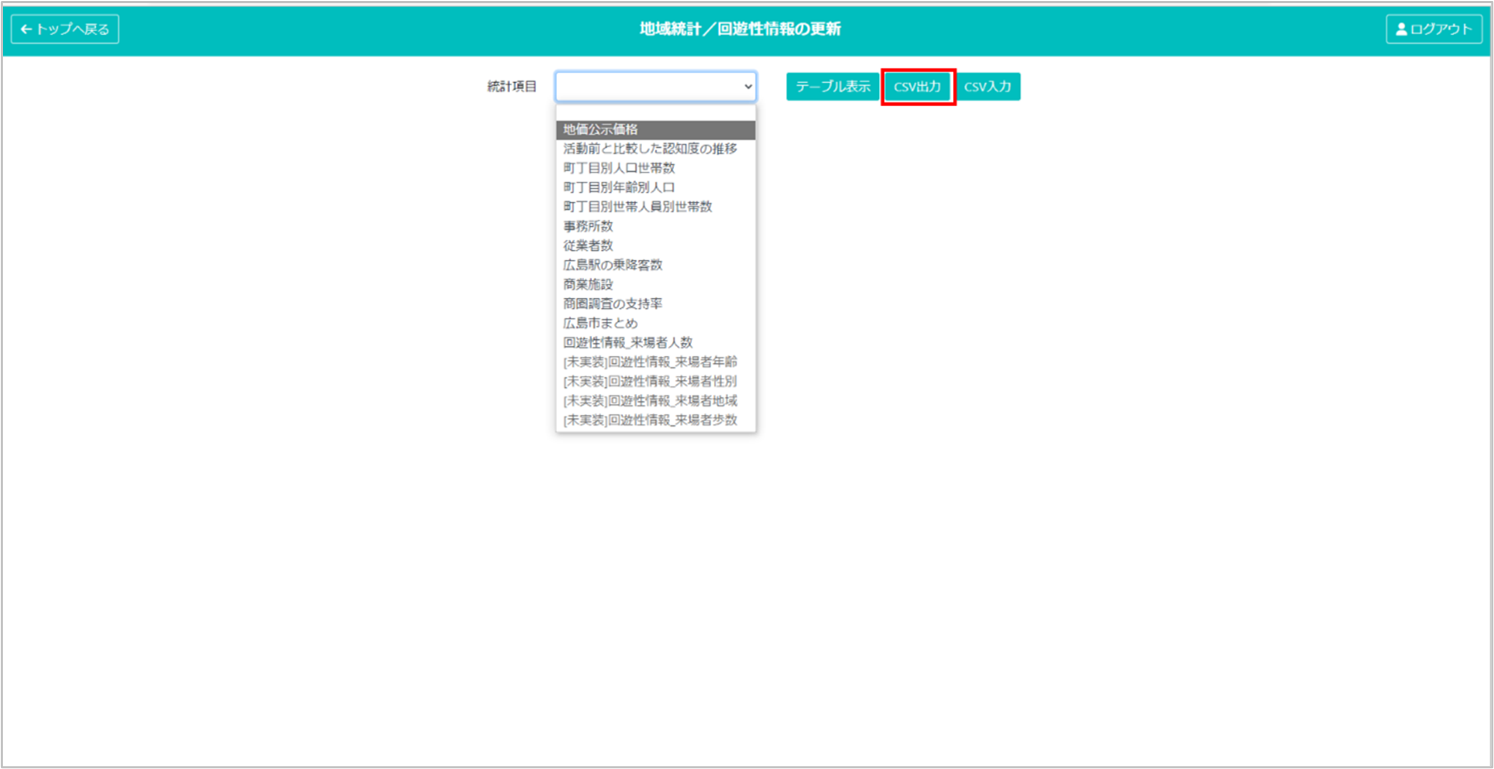 トップへ戻る
地域統計／回遊性情報の更新
ログアウト
統計項目
テーブル表示
CSV出力
CSV入力
地価公示価格
活動前と比較した認知度の推移
町丁目別人口世帯数
町丁目別年齢別人口
町丁目別世帯人員別世帯数
事務所数
従業者数
広島駅の乗降客数
商業施設
商圏調査の支持率
広島市まとめ
回遊性情報_来場者人数
[未実装]回遊性情報_来場者年齢
[未実装]回遊性情報_来場者性別
[未実装]回遊性情報_来場者地域
[未実装]回遊性情報_来場者歩数